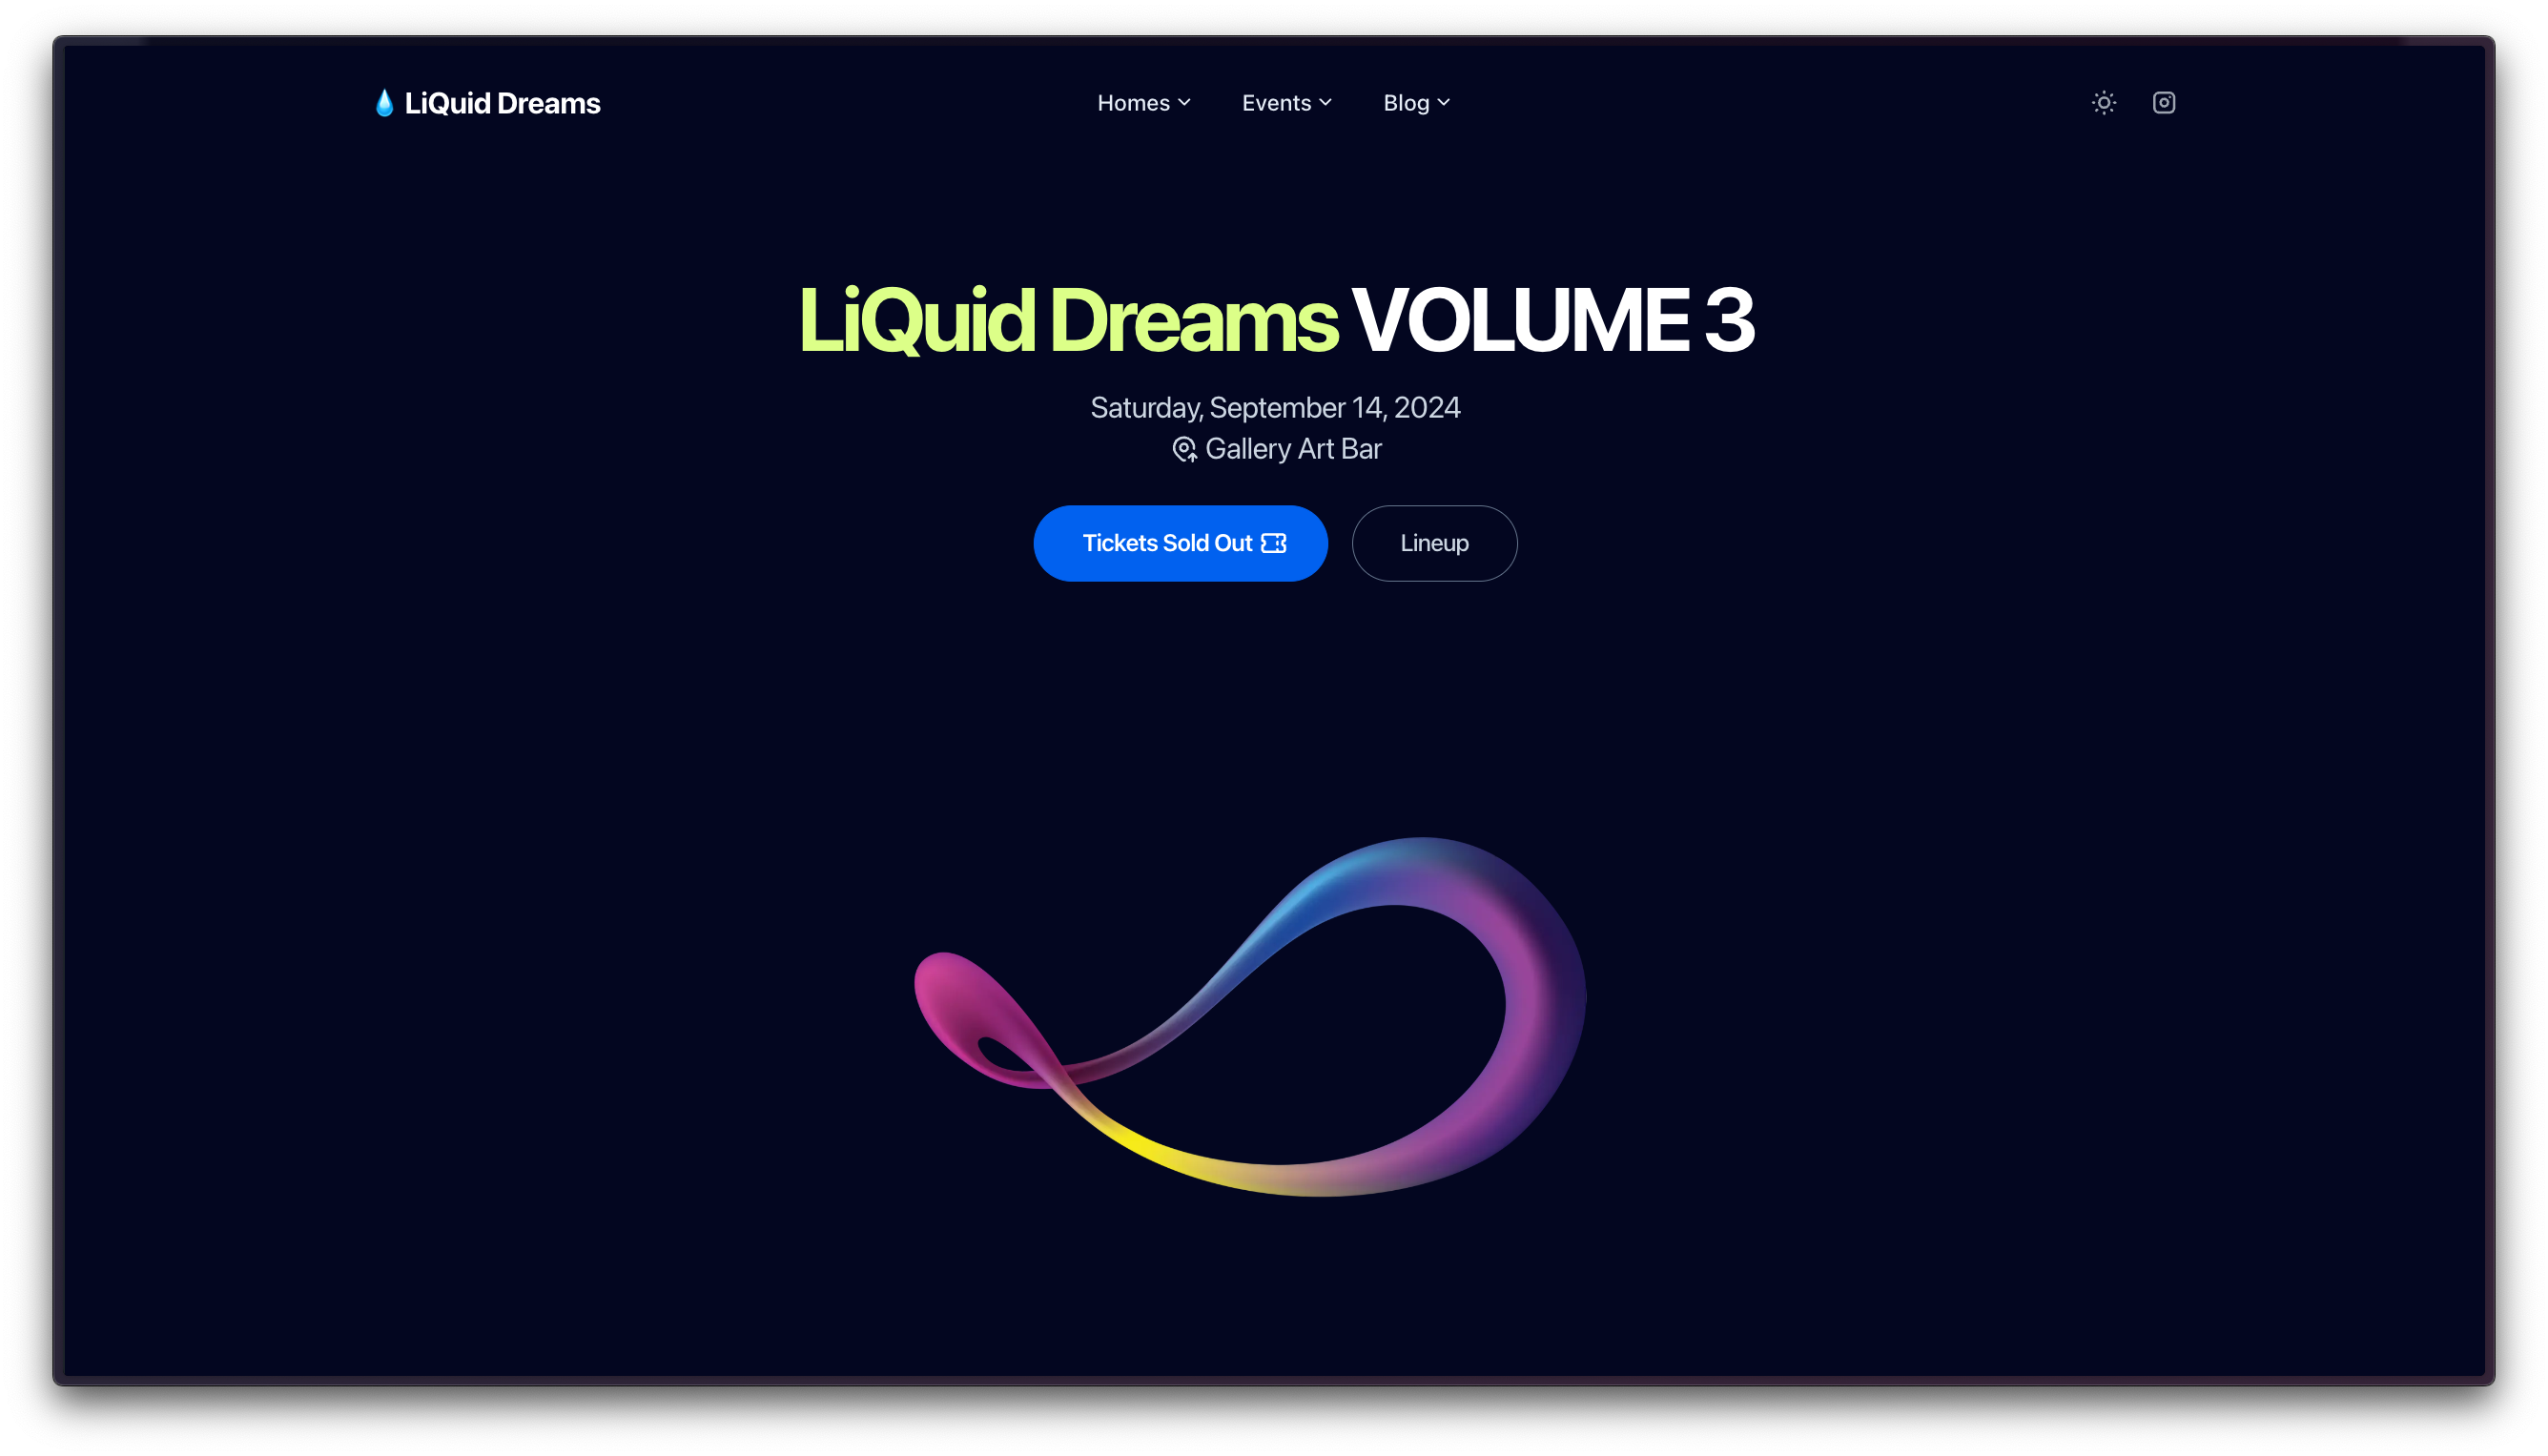 LiQuid Dreams
Homes
Events
Blog
LiQuid Dreams VOLUME 3
Saturday, September 14, 2024
Gallery Art Bar
Tickets Sold Out
Lineup